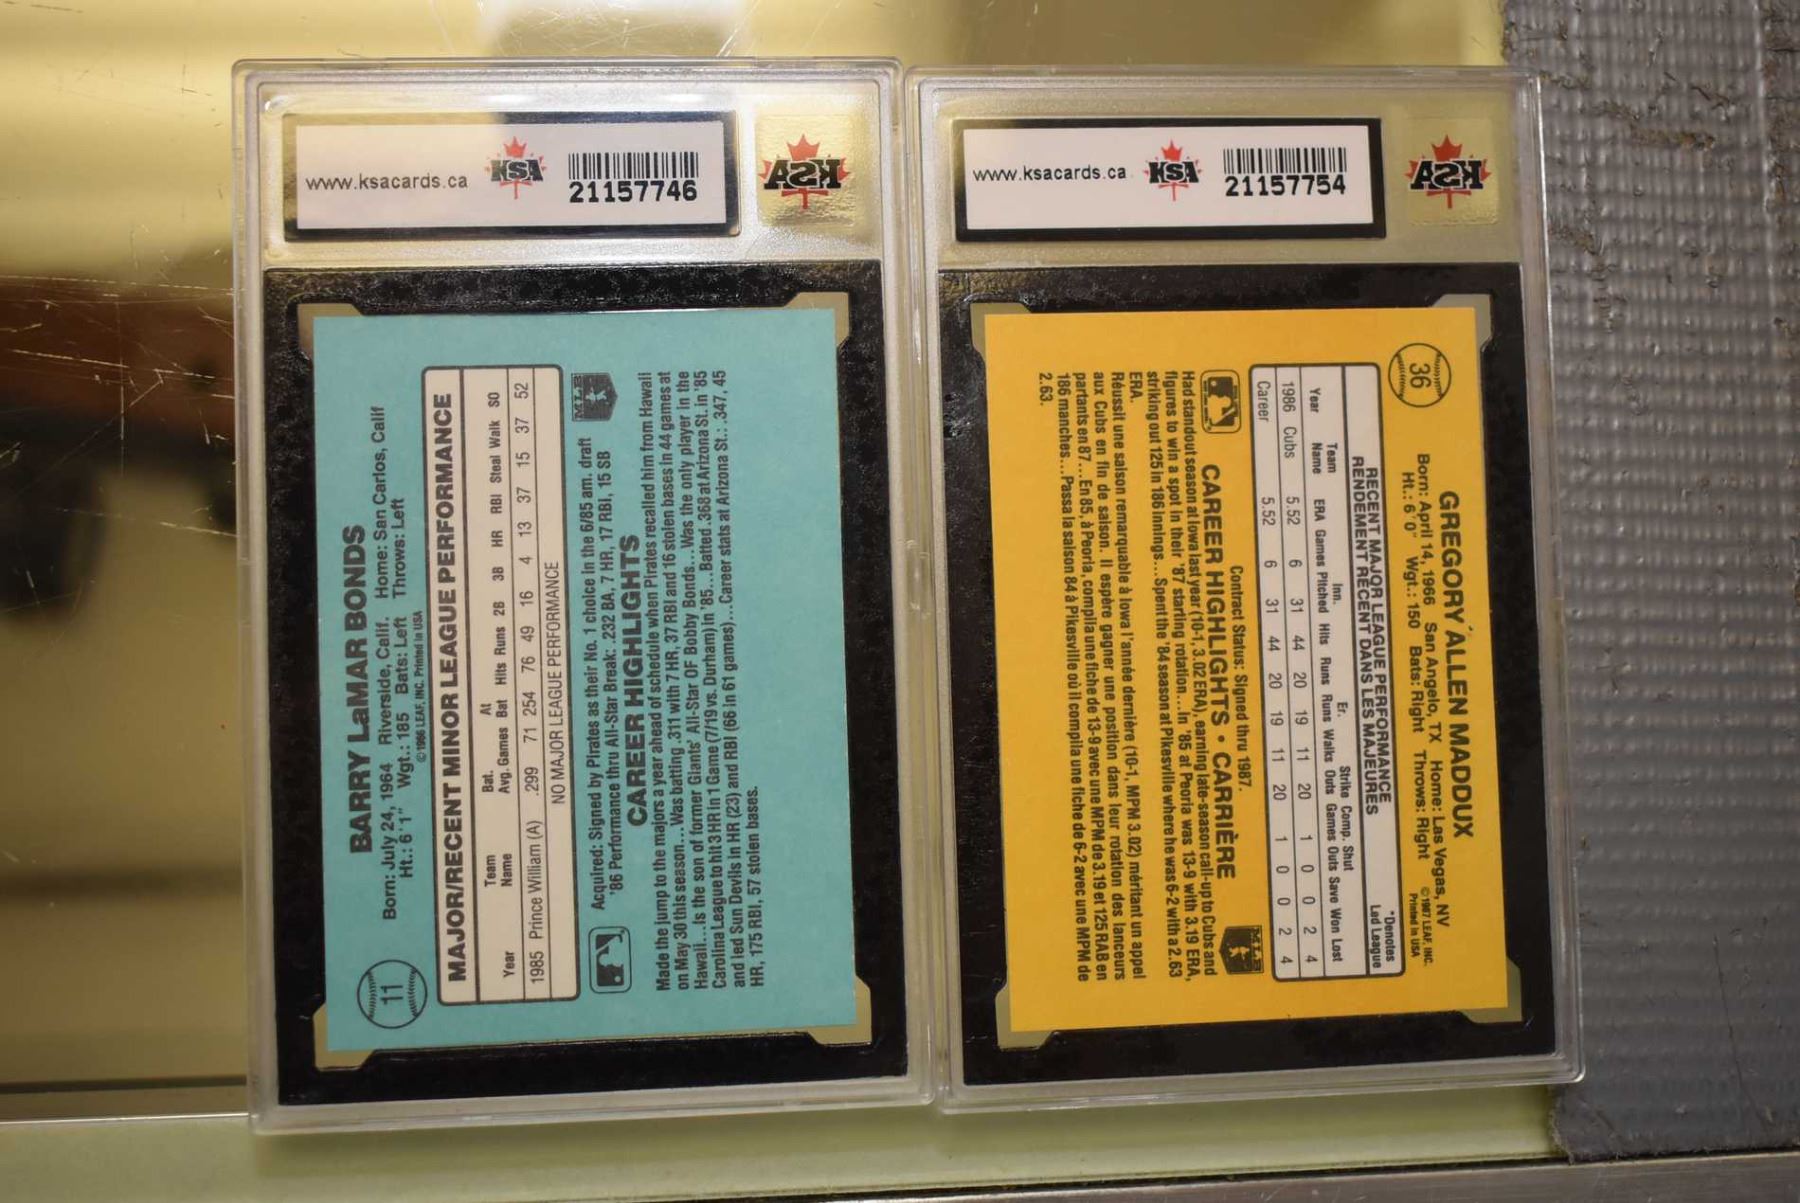 www.ksacards.ca
KSA
21157746
KSA
11
BARRY LaMAR BONDS
Born: July 24, 1964 Riverside, Calif. Home: San Carlos, Calif
Ht.: 6'1" Wgt.: 185 Bats: Left Throws: Left
©1986 LEAF, INC. Printed in USA
MAJOR/RECENT MINOR LEAGUE PERFORMANCE
Year Team Name Bat. Avg. Games At Bat Hits Runs 2B 3B HR RBI Steal Walk SO
1985 Prince William (A) .299 71 254 76 49 16 4 13 37 15 37 52
NO MAJOR LEAGUE PERFORMANCE
MLB
Acquired: Signed by Pirates as their No. 1 choice in the 6/85 am. draft
'86 Performance thru All-Star Break: .232 BA, 7 HR, 17 RBI, 15 SB
CAREER HIGHLIGHTS
Made the jump to the majors a year ahead of schedule when Pirates recalled him from Hawaii
on May 30 this season...Was batting .311 with 7 HR, 37 RBI and 16 stolen bases in 44 games at
Hawaii...Is the son of former Giants' All-Star OF Bobby Bonds...Was the only player in the
Carolina League to hit 3 HR in 1 Game (7/19 vs. Durham) in '85...Batted .368 at Arizona St. in '85
and led Sun Devils in HR (23) and RBI (66 in 61 games)...Career stats at Arizona St.: .347, 45
HR, 175 RBI, 57 stolen bases.
www.ksacards.ca
KSA
21157754
KSA
36
GREGORY ALLEN MADDUX
Born: April 14, 1966 San Angelo, TX Home: Las Vegas, NV
Ht.: 6'0" Wgt.: 150 Bats: Right Throws: Right
©1987 LEAF, INC.
Printed in USA
RECENT MAJOR LEAGUE PERFORMANCE
RENDEMENT RÉCENT DANS LES MAJEURES
*Denotes
Led League
Year Team Name ERA Games Inn. Pitched Hits Runs Er. Runs Walks Strike Outs Comp. Games Shut Outs Save Won Lost
1986 Cubs 5.52 6 31 44 20 19 11 20 1 0 0 2 4
Career 5.52 6 31 44 20 19 11 20 1 0 0 2 4
Contract Status: Signed thru 1987.
CAREER HIGHLIGHTS • CARRIÈRE
MLB
Had standout season at Iowa last year (10-1, 3.02 ERA), earning late-season call-up to Cubs and
figures to win a spot in their '87 starting rotation...In '85 at Peoria was 13-9 with 3.19 ERA,
striking out 125 in 186 innings...Spent the '84 season at Pikesville where he was 6-2 with a 2.63
ERA.
Réussit une saison remarquable à Iowa l'année dernière (10-1, MPM 3.02) méritant un appel
aux Cubs en fin de saison. Il espère gagner une position dans leur rotation des lanceurs
partants en 87...En 85, à Peoria, compila une fiche de 13-9 avec une MPM de 3.19 et 125 RAB en
186 manches...Passa la saison 84 à Pikesville où il compila une fiche de 6-2 avec une MPM de
2.63.